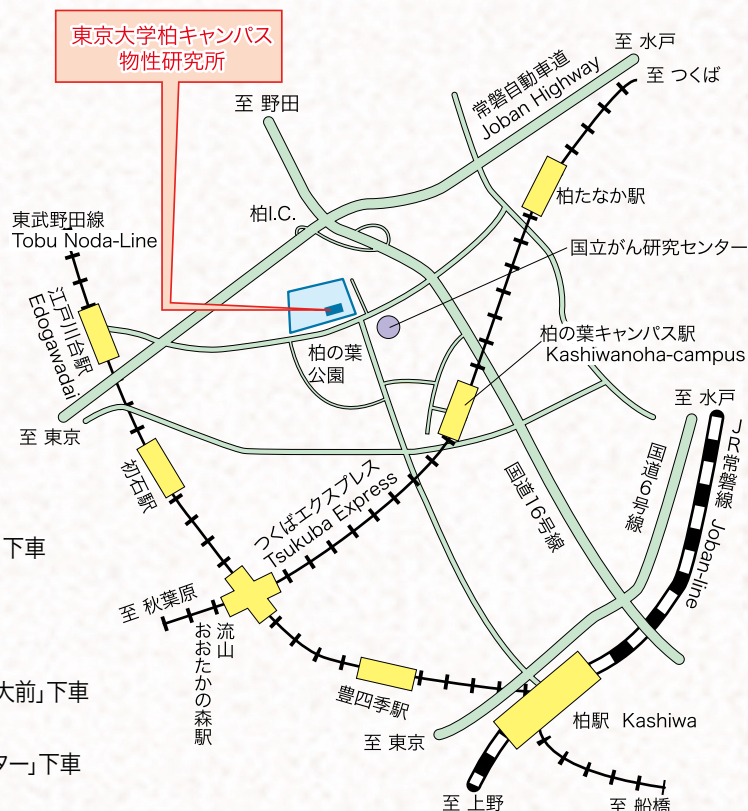 東京大学柏キャンパス
物性研究所
至 水戸
至 つくば
常磐自動車道
Joban Highway
至 野田
柏たなか駅
柏I.C.
東武野田線
Tobu Noda-Line
国立がん研究センター
江戸川台駅
Edogawadai
柏の葉
公園
柏の葉キャンパス駅
Kashiwanoha-campus
至 水戸
至 東京
JR常磐線 Joban-line
国道6号線
初石駅
国道16号線
つくばエクスプレス
Tsukuba Express
下車
至 秋葉原
流山
おおたかの森駅
大前」下車
豊四季駅
柏駅 Kashiwa
至 東京
ター」下車
至 上野
至 船橋